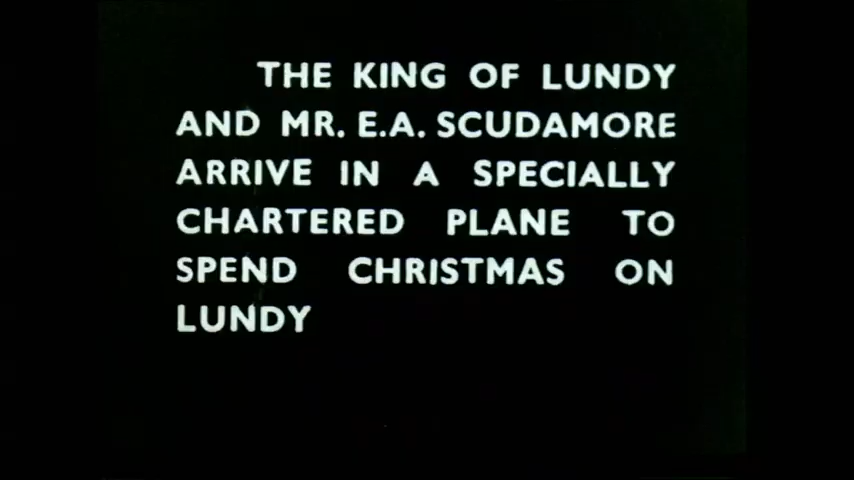 THE KING OF LUNDY
AND MR. E.A. SCUDAMORE
ARRIVE IN A SPECIALLY
CHARTERED PLANE TO
SPEND CHRISTMAS ON
LUNDY